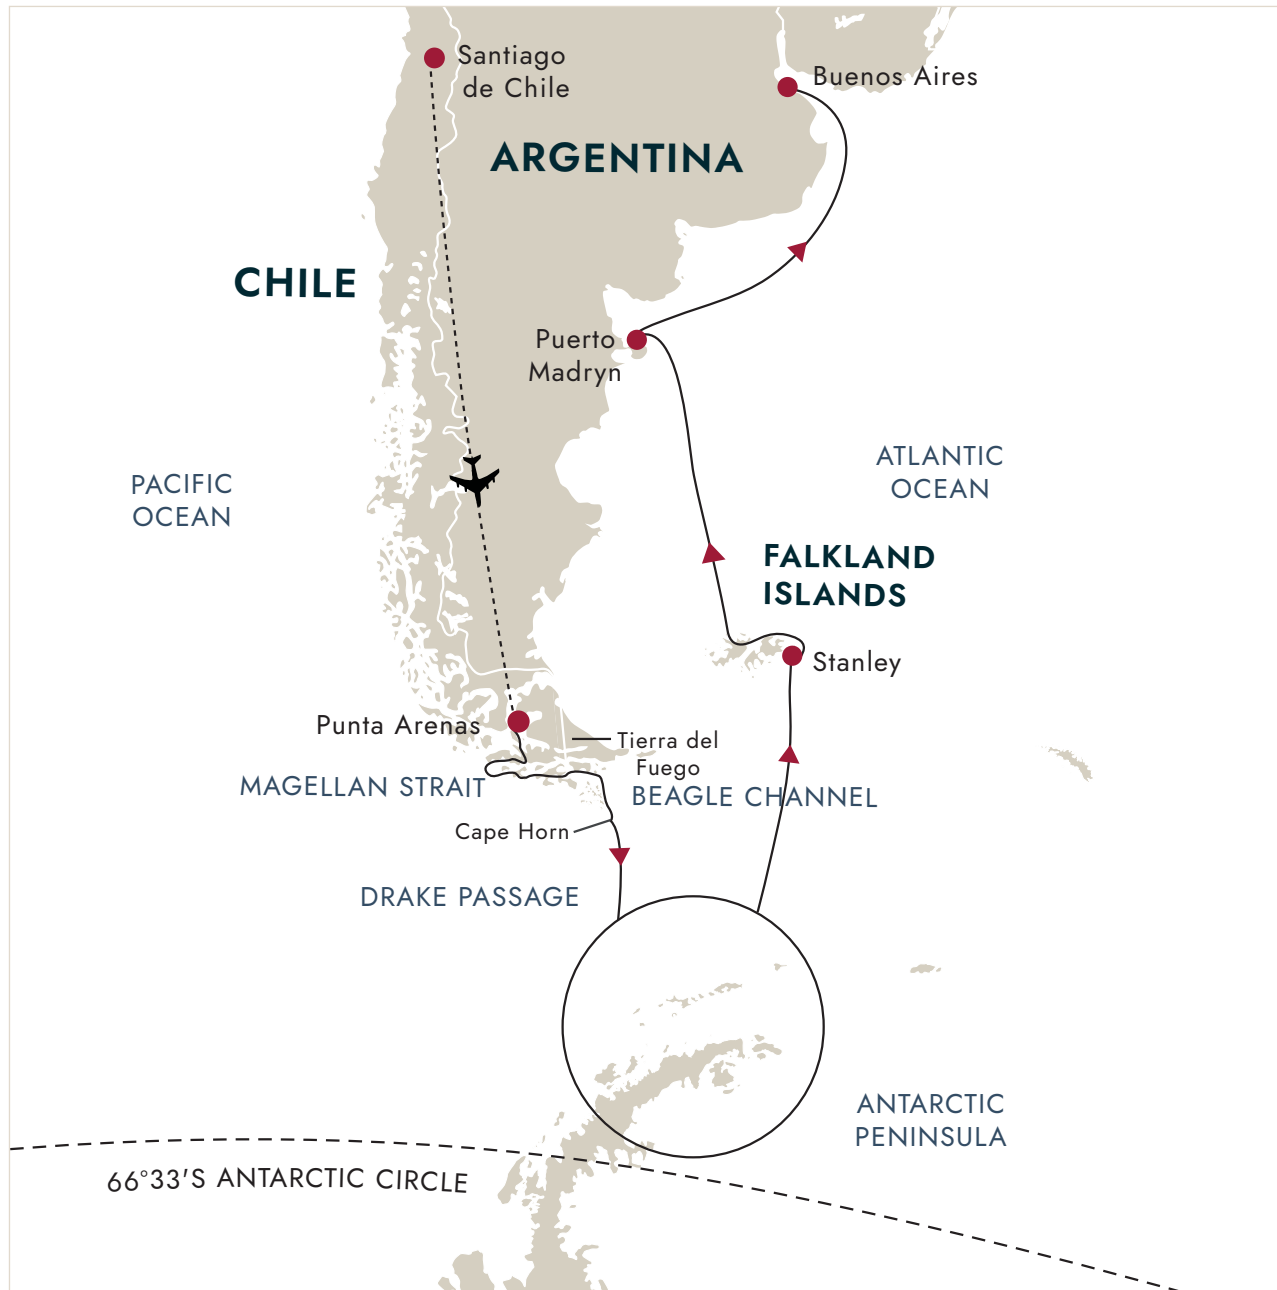 Santiago
de Chile
Buenos Aires
ARGENTINA
CHILE
Puerto
Madryn
ATLANTIC
OCEAN
PACIFIC
OCEAN
FALKLAND
ISLANDS
Stanley
Punta Arenas
Tierra del
Fuego
MAGELLAN STRAIT
BEAGLE CHANNEL
Cape Horn
DRAKE PASSAGE
ANTARCTIC
PENINSULA
66°33'S ANTARCTIC CIRCLE